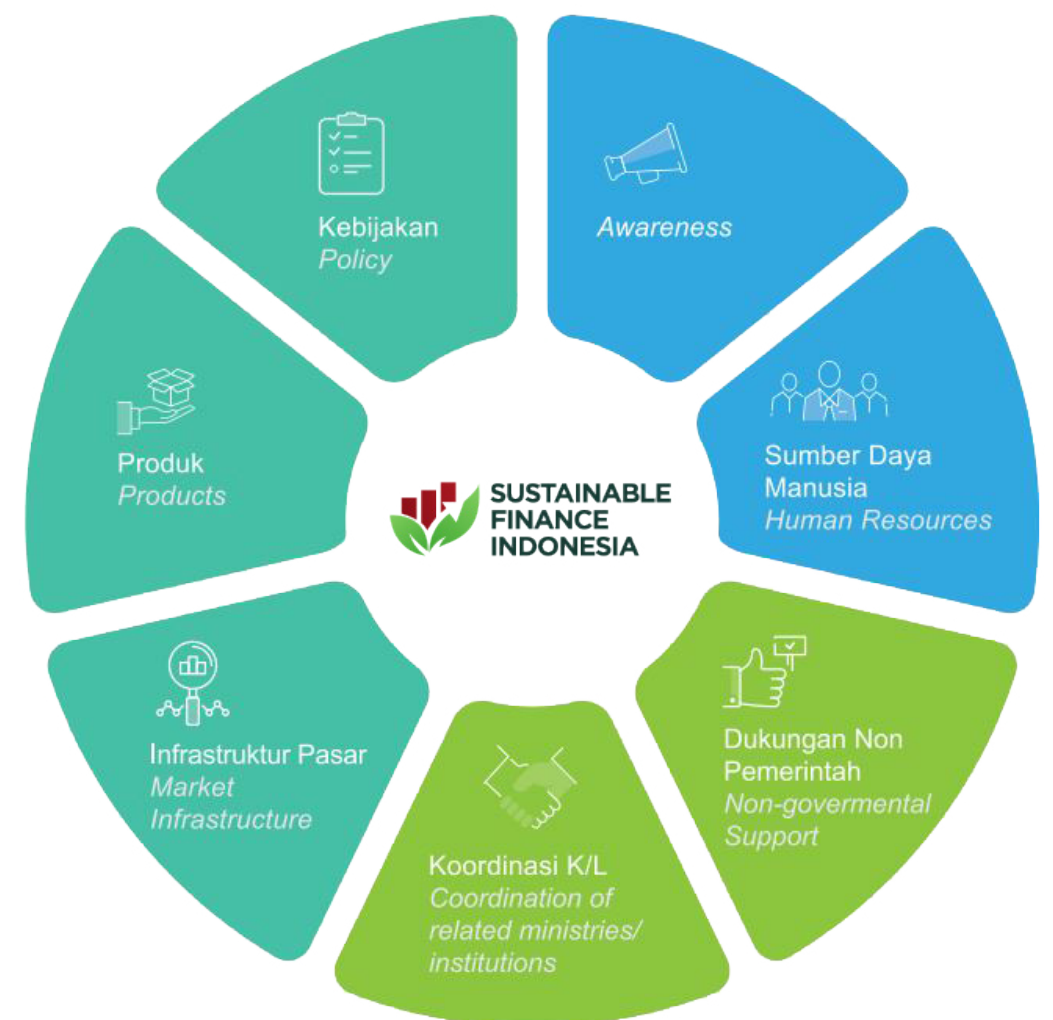 Kebijakan
Policy
Awareness
Produk
Products
SUSTAINABLE
FINANCE
INDONESIA
Sumber Daya
Manusia
Human Resources
Infrastruktur Pasar
Market
Infrastructure
Koordinasi K/L
Coordination of
related ministries/
institutions
Dukungan Non
Pemerintah
Non-govermental
Support